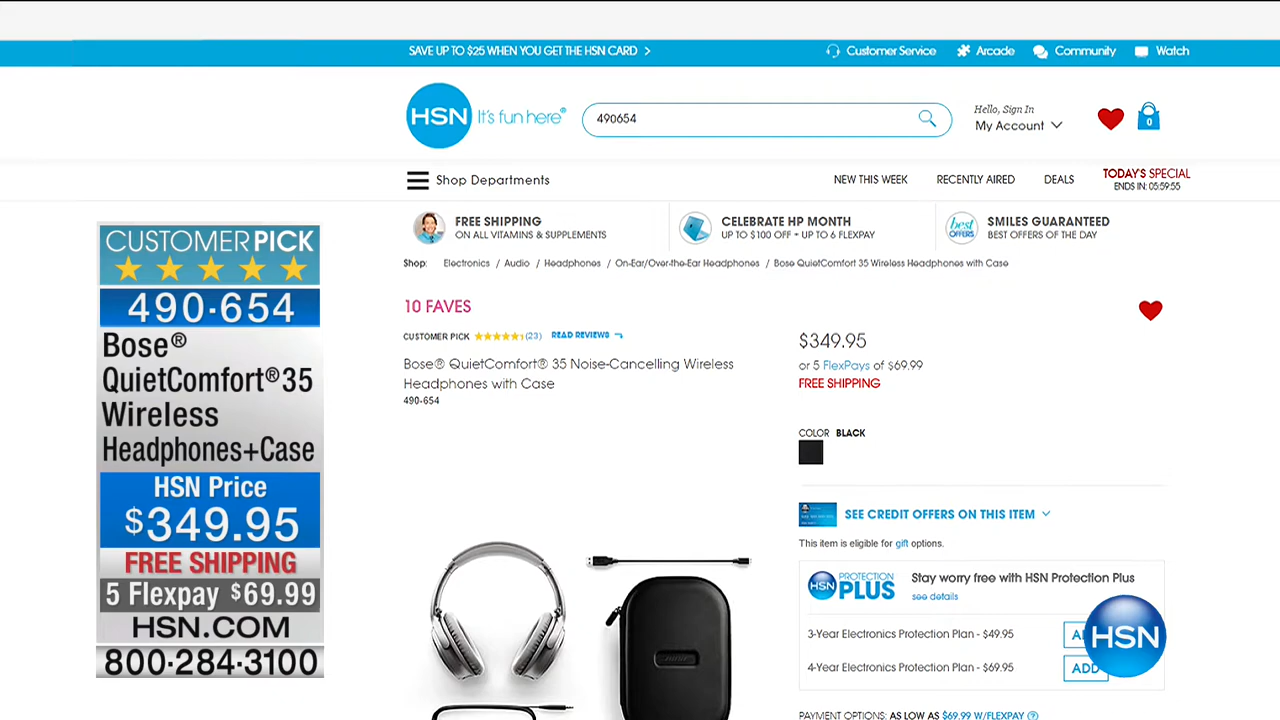 SAVE UP TO $25 WHEN YOU GET THE HSN CARD
Customer Service Arcade Community Watch
HSN It's fun here®
490654
Hello, Sign In
My Account
0
Shop Departments
NEW THIS WEEK RECENTLY AIRED DEALS
TODAY'S SPECIAL
ENDS IN: 05:59:55
FREE SHIPPING
ON ALL VITAMINS & SUPPLEMENTS
CELEBRATE HP MONTH
UP TO $100 OFF + UP TO 6 FLEXPAY
best OFFERS
SMILES GUARANTEED
BEST OFFERS OF THE DAY
Shop: Electronics / Audio / Headphones / On-Ear/Over-the-Ear Headphones / Bose QuietComfort 35 Wireless Headphones with Case
CUSTOMER PICK
490-654
Bose®
QuietComfort® 35
Wireless
Headphones+Case
HSN Price
$349.95
FREE SHIPPING
5 Flexpay $69.99
HSN.COM
800-284-3100
10 FAVES
CUSTOMER PICK (23) READ REVIEWS
Bose® QuietComfort® 35 Noise-Cancelling Wireless
Headphones with Case
490-654
$349.95
or 5 FlexPays of $69.99
FREE SHIPPING
COLOR BLACK
SEE CREDIT OFFERS ON THIS ITEM
This item is eligible for gift options.
HSN PROTECTION PLUS
Stay worry free with HSN Protection Plus
see details
3-Year Electronics Protection Plan - $49.95
4-Year Electronics Protection Plan - $69.95
ADD
HSN
PAYMENT OPTIONS: AS LOW AS $69.99 W/FLEXPAY